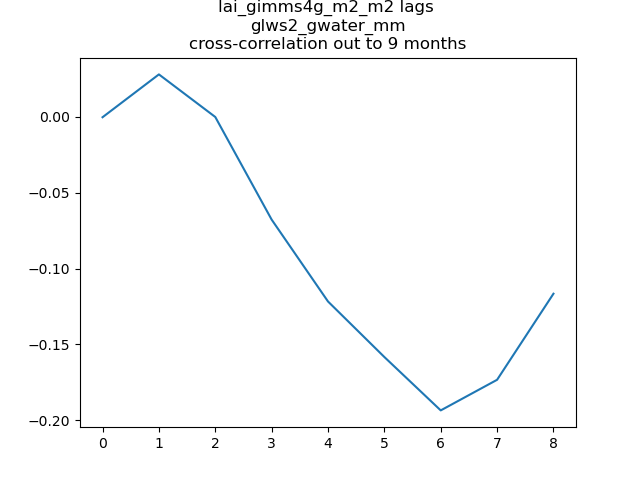 lai_gimms4g_m2_m2 lags
glws2_gwater_mm
cross-correlation out to 9 months
0.00
−0.05
−0.10
−0.15
−0.20
0 1 2 3 4 5 6 7 8